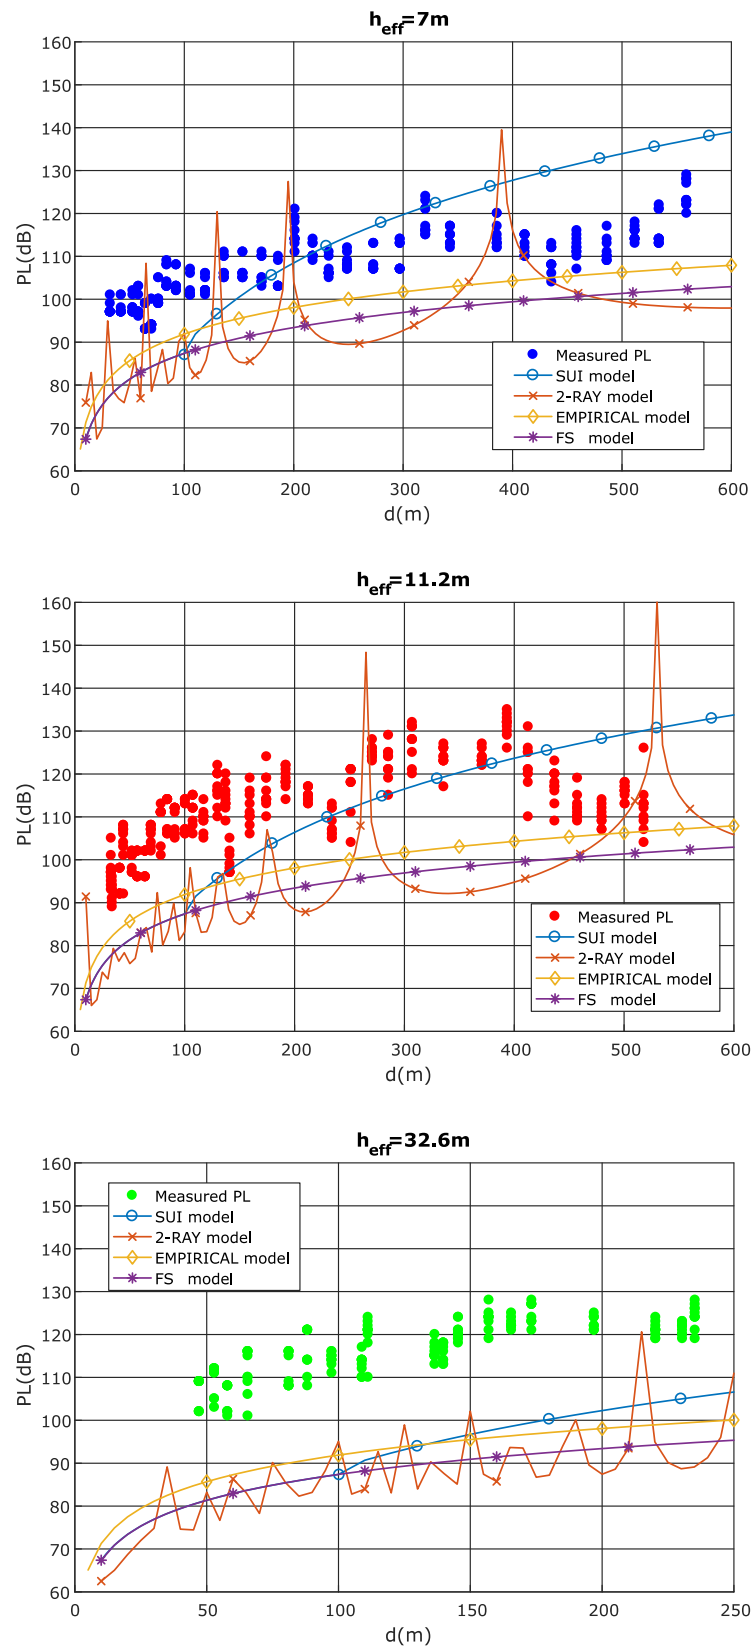 h_eff=7m
160
150
140
130
120
110
100
90
80
70
60
PL(dB)
Measured PL
SUI model
2-RAY model
EMPIRICAL model
FS model
0 100 200 300 400 500 600
d(m)
h_eff=11.2m
160
150
140
130
120
110
100
90
80
70
60
PL(dB)
Measured PL
SUI model
2-RAY model
EMPIRICAL model
FS model
0 100 200 300 400 500 600
d(m)
h_eff=32.6m
160
150
140
130
120
110
100
90
80
70
60
PL(dB)
Measured PL
SUI model
2-RAY model
EMPIRICAL model
FS model
0 50 100 150 200 250
d(m)